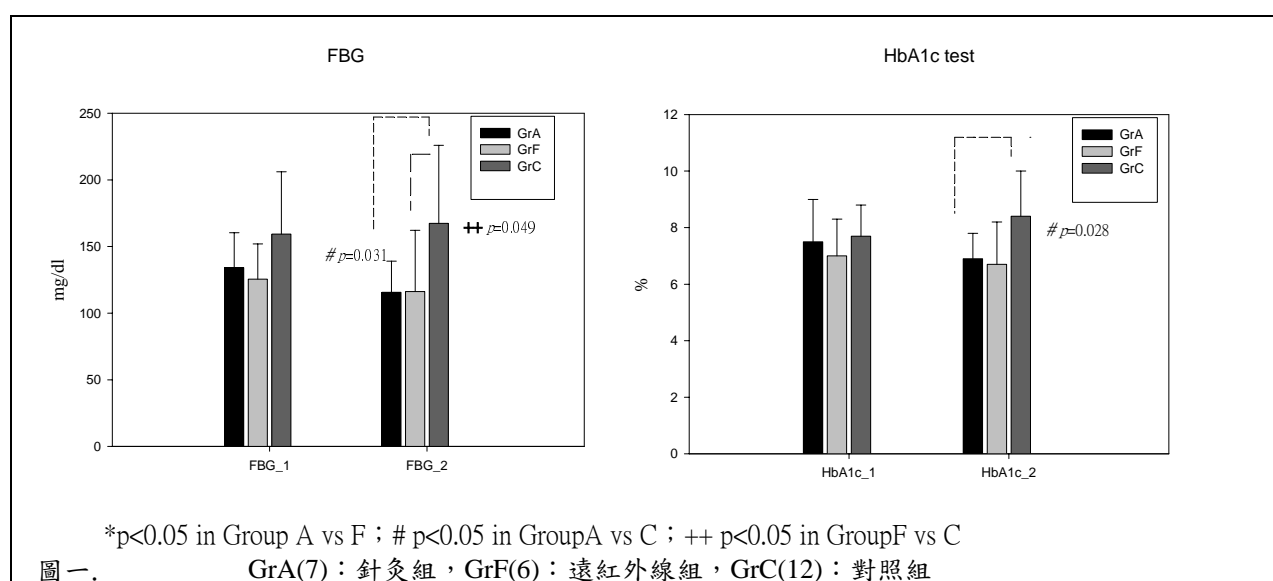 FBG
mg/dl
250
200
150
100
50
0
GrA
GrF
GrC
# p=0.031
++ p=0.049
FBG_1
FBG_2
HbA1c test
%
12
10
8
6
4
2
0
GrA
GrF
GrC
# p=0.028
HbA1c_1
HbA1c_2
*p<0.05 in Group A vs F；# p<0.05 in GroupA vs C；++ p<0.05 in GroupF vs C
圖一. GrA(7)：針灸組，GrF(6)：遠紅外線組，GrC(12)：對照組